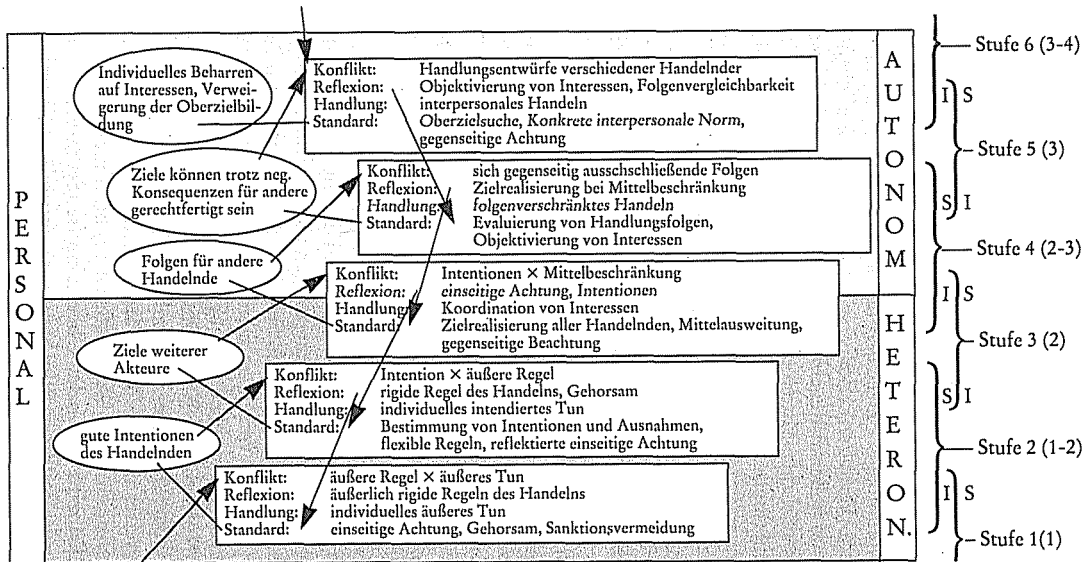 PERSONAL
AUTONOM
HETERON.
Individuelles Beharren
auf Interessen, Verwei-
gerung der Oberzielbil-
dung
Konflikt: Handlungsentwürfe verschiedener Handelnder
Reflexion: Objektivierung von Interessen, Folgenvergleichbarkeit
Handlung: interpersonales Handeln
Standard: Oberzielsuche, Konkrete interpersonale Norm,
gegenseitige Achtung
Ziele können trotz neg.
Konsequenzen für andere
gerechtfertigt sein
Konflikt: sich gegenseitig ausschließende Folgen
Reflexion: Zielrealisierung bei Mittelbeschränkung
Handlung: folgenverschränktes Handeln
Standard: Evaluierung von Handlungsfolgen,
Objektivierung von Interessen
Folgen für andere
Handelnde
Konflikt: Intentionen × Mittelbeschränkung
Reflexion: einseitige Achtung, Intentionen
Handlung: Koordination von Interessen
Standard: Zielrealisierung aller Handelnden, Mittelausweitung,
gegenseitige Beachtung
Ziele weiterer
Akteure
Konflikt: Intention × äußere Regel
Reflexion: rigide Regel des Handelns, Gehorsam
Handlung: individuelles intendiertes Tun
Standard: Bestimmung von Intentionen und Ausnahmen,
flexible Regeln, reflektierte einseitige Achtung
gute Intentionen
des Handelnden
Konflikt: äußere Regel × äußeres Tun
Reflexion: äußerlich rigide Regeln des Handelns
Handlung: individuelles äußeres Tun
Standard: einseitige Achtung, Gehorsam, Sanktionsvermeidung
Stufe 6 (3-4)
I S
Stufe 5 (3)
S I
Stufe 4 (2-3)
I S
Stufe 3 (2)
S I
Stufe 2 (1-2)
I S
Stufe 1 (1)